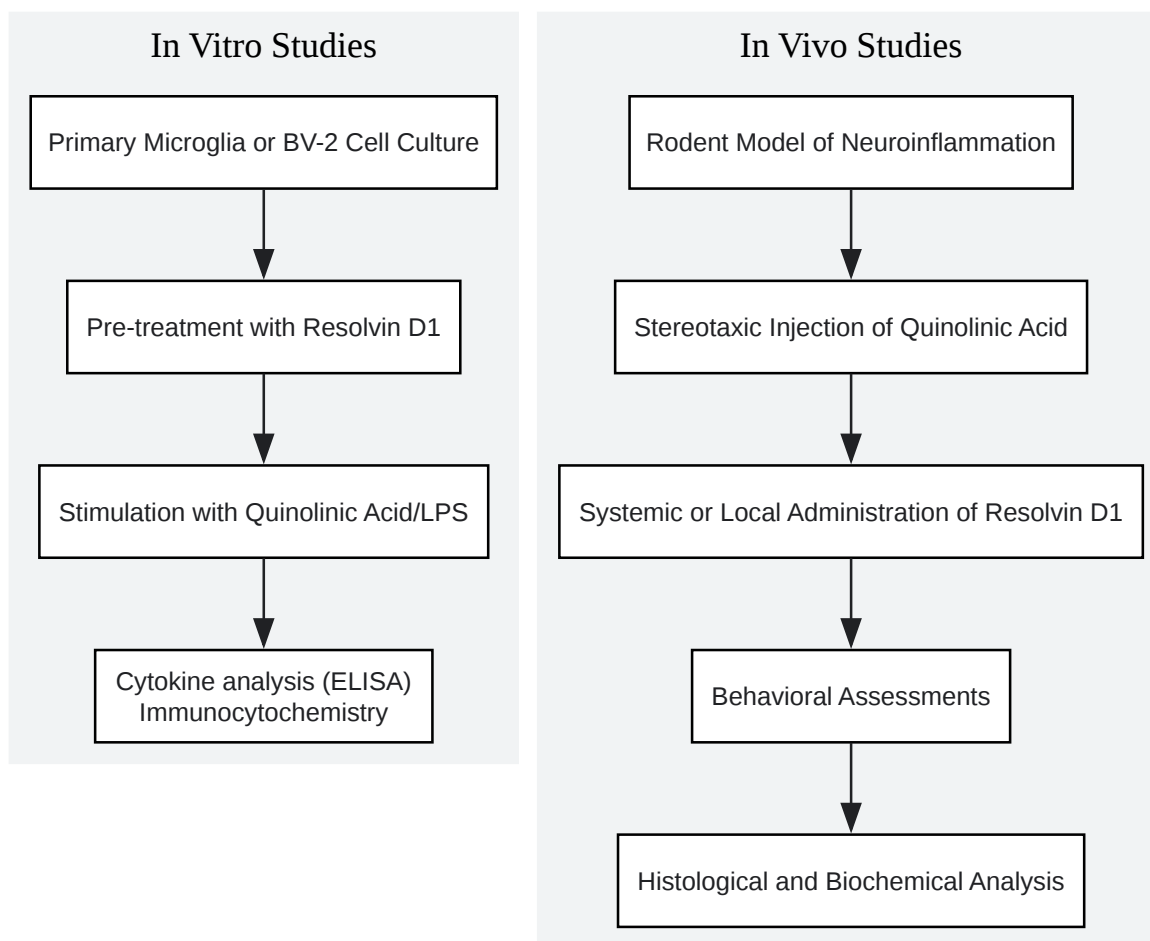 In Vitro Studies
Primary Microglia or BV-2 Cell Culture
Pre-treatment with Resolvin D1
Stimulation with Quinolinic Acid/LPS
Cytokine analysis (ELISA)
Immunocytochemistry
In Vivo Studies
Rodent Model of Neuroinflammation
Stereotaxic Injection of Quinolinic Acid
Systemic or Local Administration of Resolvin D1
Behavioral Assessments
Histological and Biochemical Analysis